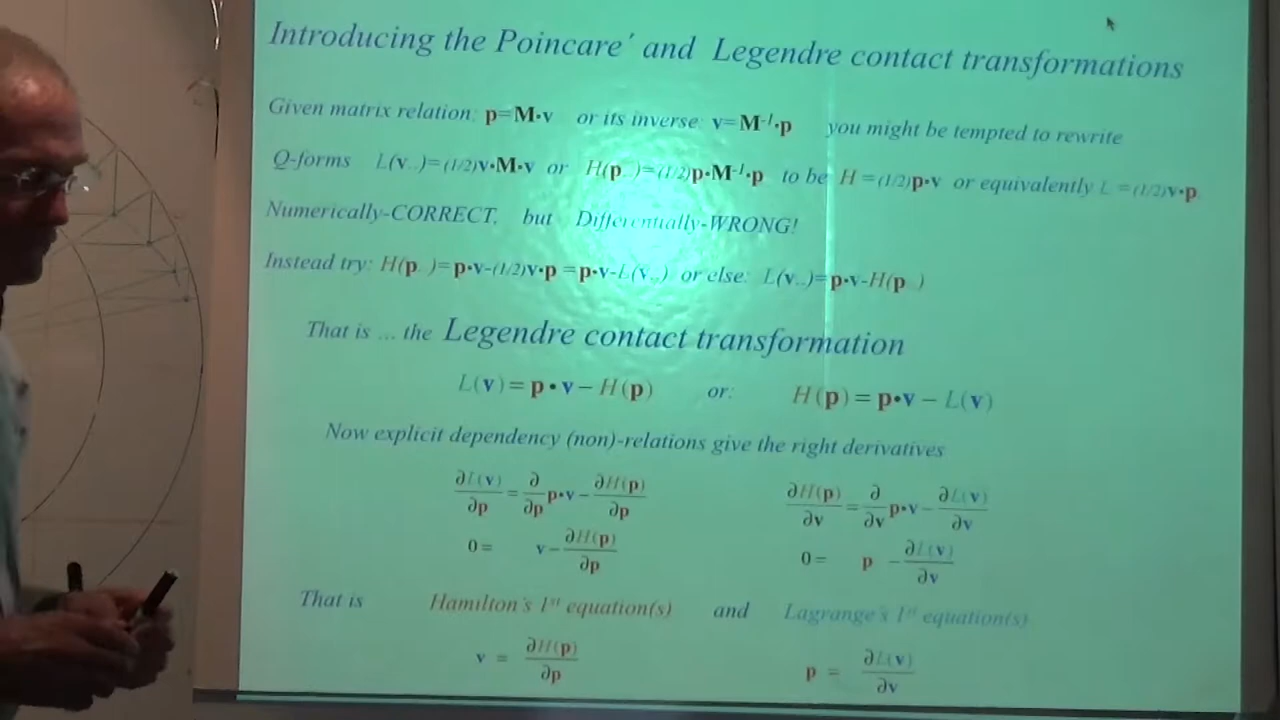 Introducing the Poincare´ and Legendre contact transformations
Given matrix relation: p=M•v or its inverse: v=M⁻¹•p you might be tempted to rewrite
Q-forms L(v..)=(1/2)v•M•v or H(p..)=(1/2)p•M⁻¹•p to be H =(1/2)p•v or equivalently L =(1/2)v•p.
Numerically-CORRECT, but Differentially-WRONG!
Instead try: H(p..)=p•v-(1/2)v•p =p•v-L(v..) or else: L(v..)=p•v-H(p..)
That is ... the Legendre contact transformation
L(v) = p • v − H(p) or: H(p) = p•v − L(v)
Now explicit dependency (non)-relations give the right derivatives
∂L(v)/∂p = ∂/∂p p•v − ∂H(p)/∂p ∂H(p)/∂v = ∂/∂v p•v − ∂L(v)/∂v
0 = v − ∂H(p)/∂p 0 = p − ∂L(v)/∂v
That is Hamilton's 1st equation(s) and Lagrange's 1st equation(s)
v = ∂H(p)/∂p p = ∂L(v)/∂v